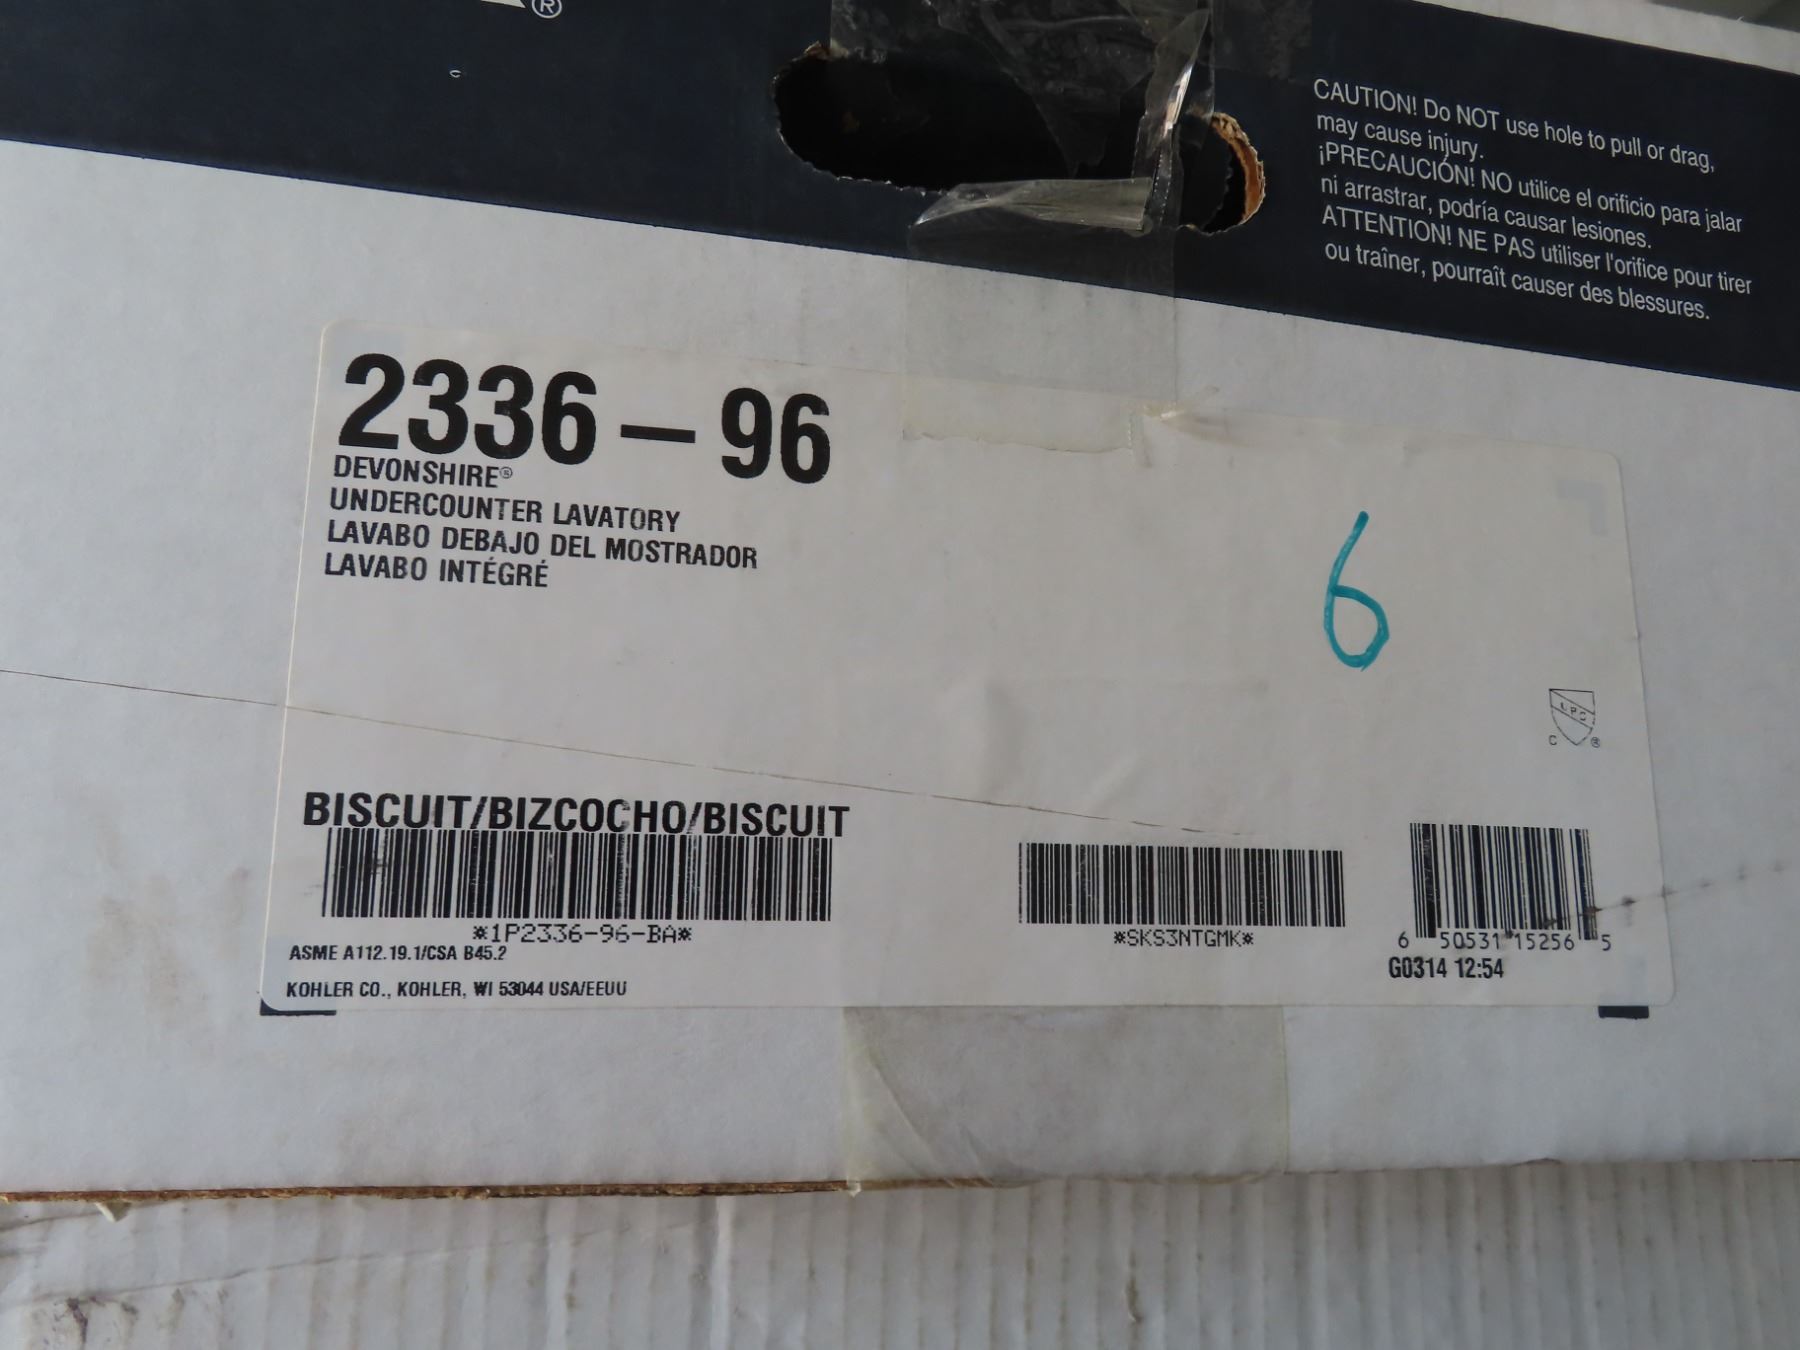 ®
CAUTION! Do NOT use hole to pull or drag,
may cause injury.
¡PRECAUCIÓN! NO utilice el orificio para jalar
ni arrastrar, podría causar lesiones.
ATTENTION! NE PAS utiliser l'orifice pour tirer
ou traîner, pourraît causer des blessures.
2336-96
DEVONSHIRE®
UNDERCOUNTER LAVATORY
LAVABO DEBAJO DEL MOSTRADOR
LAVABO INTÉGRÉ
6
UPC
C ®
BISCUIT/BIZCOCHO/BISCUIT
*1P2336-96-BA*
*SKS3NTGMK*
6 50531 15256 5
ASME A112.19.1/CSA B45.2
G0314 12:54
KOHLER CO., KOHLER, WI 53044 USA/EEUU